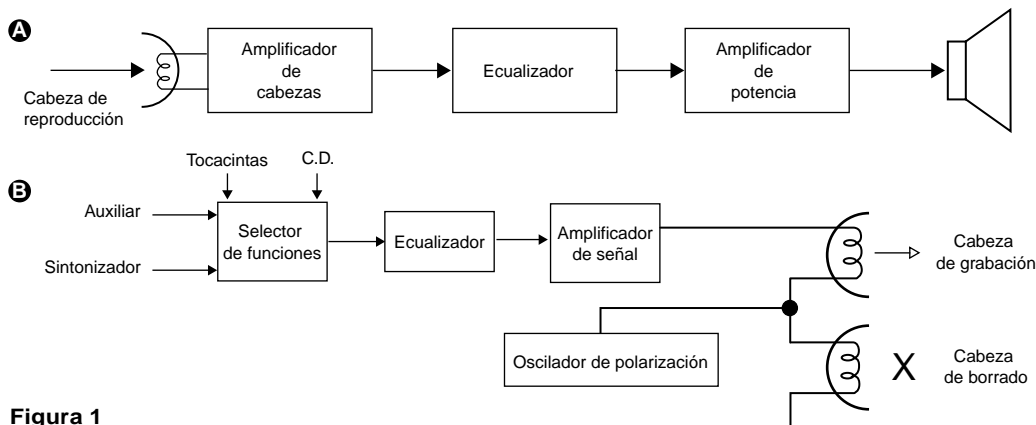 A
Cabeza de
reproducción
Amplificador
de
cabezas
Ecualizador
Amplificador
de
potencia
B
Tocacintas
C.D.
Auxiliar
Sintonizador
Selector
de funciones
Ecualizador
Amplificador
de señal
Cabeza
de grabación
Oscilador de polarización
X
Cabeza
de borrado
Figura 1